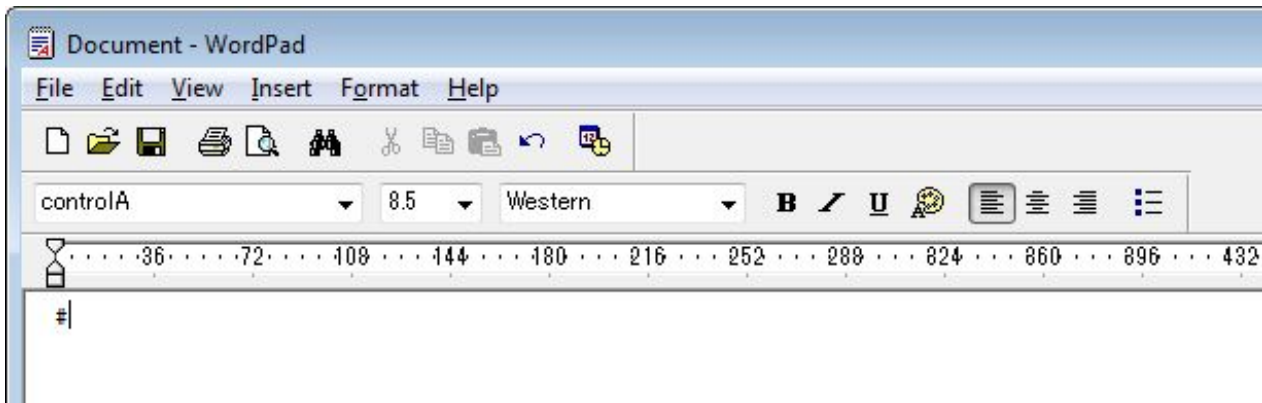 Document - WordPad
File Edit View Insert Format Help
controlA 8.5 Western B I U
36 72 108 144 180 216 252 288 324 360 396 432
#